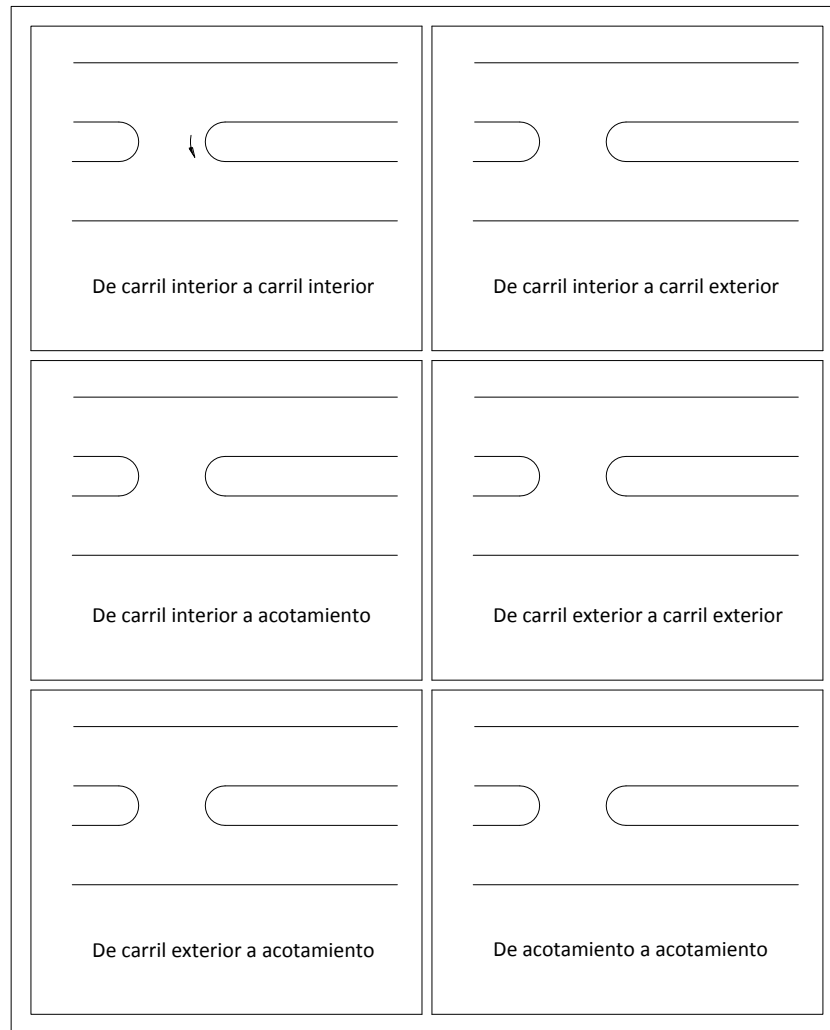 De carril interior a carril interior
De carril interior a carril exterior
De carril interior a acotamiento
De carril exterior a carril exterior
De carril exterior a acotamiento
De acotamiento a acotamiento